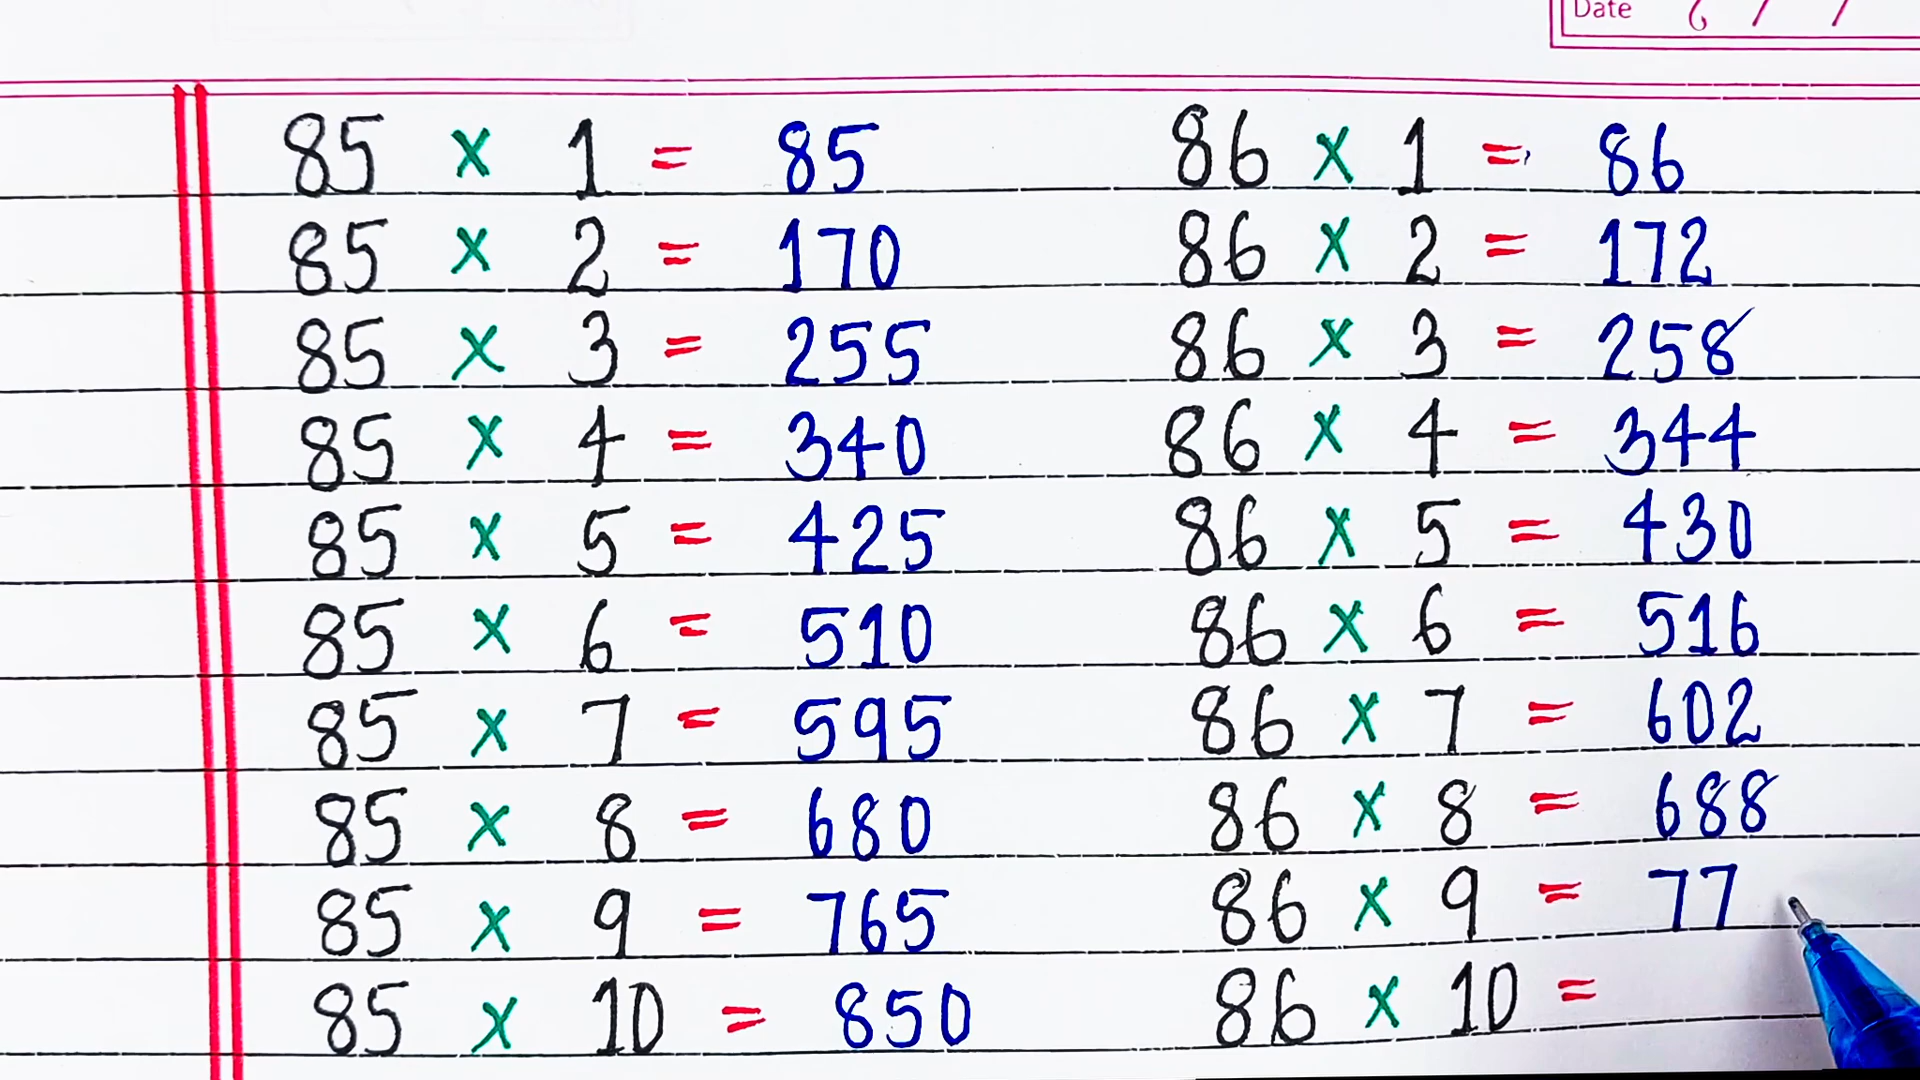 Date / /
85 × 1 = 85 86 × 1 = 86
85 × 2 = 170 86 × 2 = 172
85 × 3 = 255 86 × 3 = 258
85 × 4 = 340 86 × 4 = 344
85 × 5 = 425 86 × 5 = 430
85 × 6 = 510 86 × 6 = 516
85 × 7 = 595 86 × 7 = 602
85 × 8 = 680 86 × 8 = 688
85 × 9 = 765 86 × 9 = 77
85 × 10 = 850 86 × 10 =